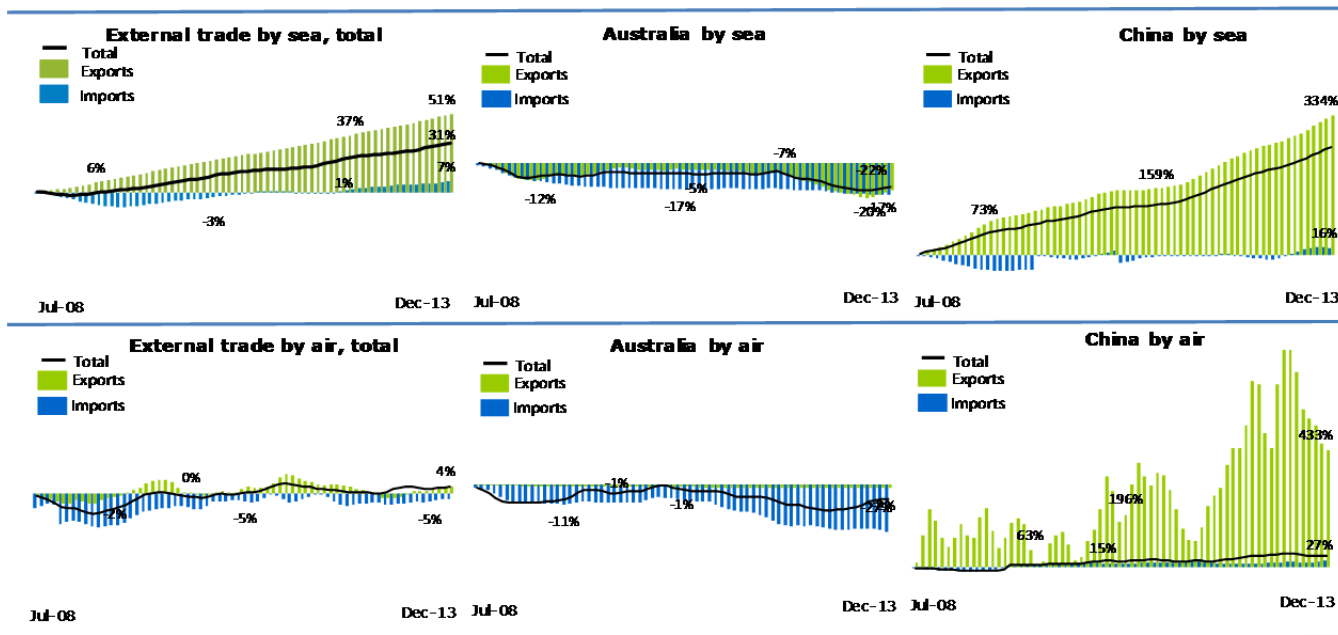 External trade by sea, total
Total
Exports
Imports
6%
-3%
37%
1%
51%
31%
7%
Jul-08
Dec-13
Australia by sea
Total
Exports
Imports
-12%
-5%
-17%
-7%
-22%
-20%
-17%
Jul-08
Dec-13
China by sea
Total
Exports
Imports
73%
159%
334%
16%
Jul-08
Dec-13
External trade by air, total
Total
Exports
Imports
-2%
0%
-5%
4%
-5%
Jul-08
Dec-13
Australia by air
Total
Exports
Imports
-11%
-1%
-1%
-27%
Jul-08
Dec-13
China by air
Total
Exports
Imports
63%
15%
196%
433%
27%
Jul-08
Dec-13